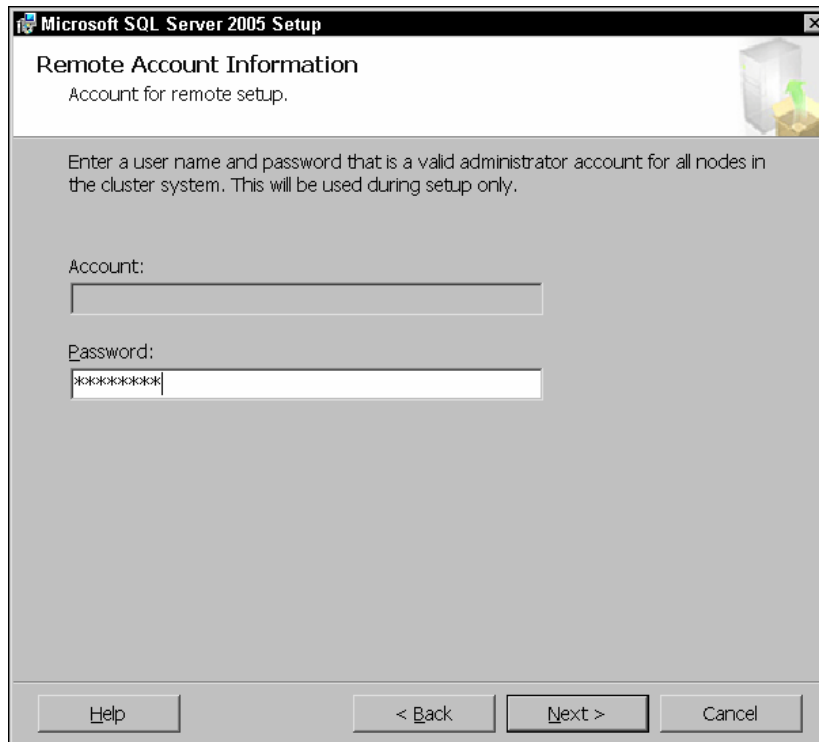 Microsoft SQL Server 2005 Setup
Remote Account Information
Account for remote setup.
Enter a user name and password that is a valid administrator account for all nodes in
the cluster system. This will be used during setup only.
Account:
Password:
********
Help
< Back
Next >
Cancel